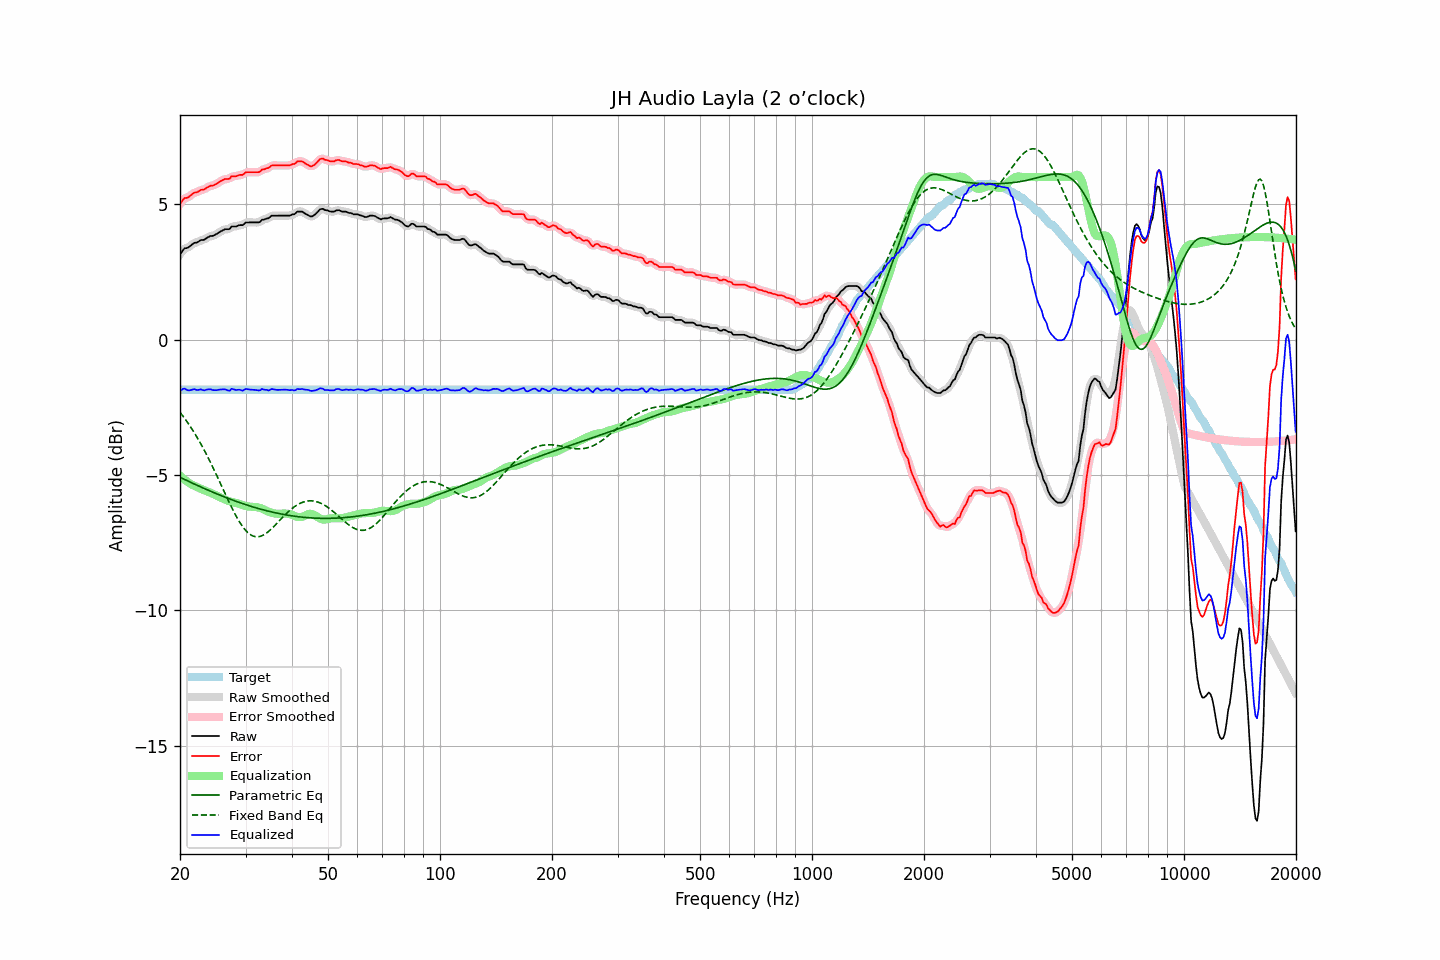 JH Audio Layla (2 o’clock)
Amplitude (dBr)
5
0
−5
−10
−15
Target
Raw Smoothed
Error Smoothed
Raw
Error
Equalization
Parametric Eq
Fixed Band Eq
Equalized
20 50 100 200 500 1000 2000 5000 10000 20000
Frequency (Hz)